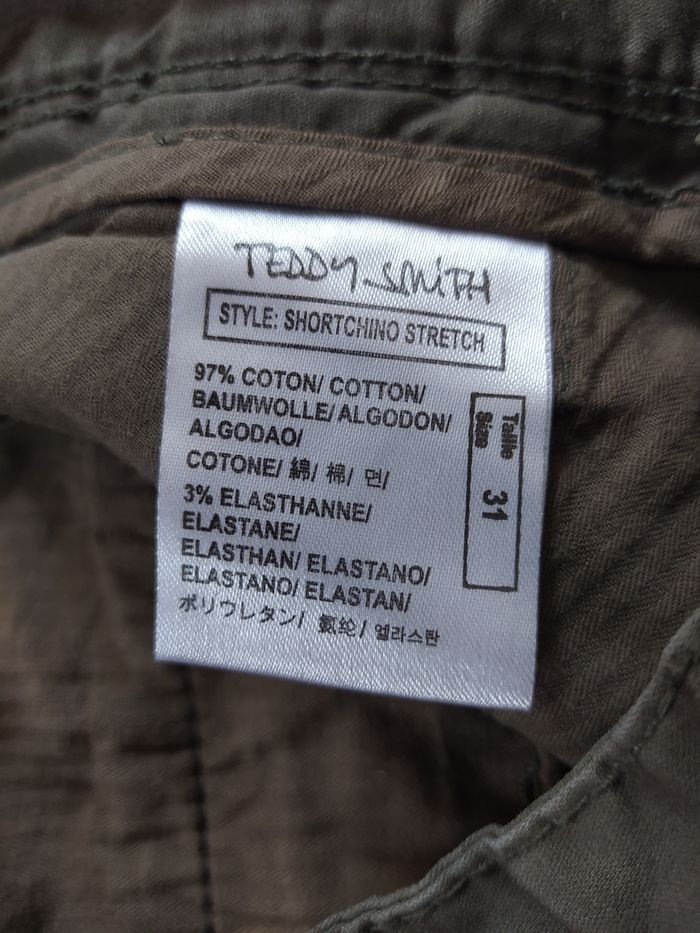 TEDDY SMITH
STYLE: SHORTCHINO STRETCH
97% COTON/ COTTON/
BAUMWOLLE/ ALGODON/
ALGODAO/
COTONE/ 綿/ 棉/ 면/
3% ELASTHANNE/
ELASTANE/
ELASTHAN/ ELASTANO/
ELASTANO/ ELASTAN/
ポリウレタン/ 氨纶/ 엘라스판
Taille
Size
31